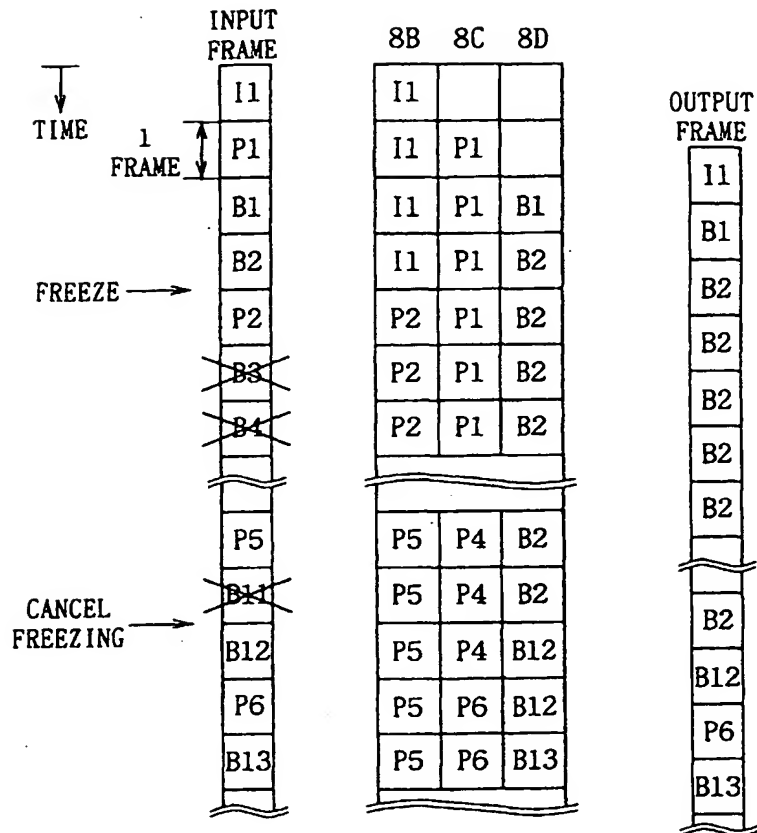 INPUT
FRAME
8B 8C 8D
I1 I1
TIME
OUTPUT
FRAME
1
FRAME
P1 I1 P1
I1
B1 I1 P1 B1
B1
B2 I1 P1 B2
B2
FREEZE
P2 P2 P1 B2
B2
B3 P2 P1 B2
B2
B4 P2 P1 B2
B2
B2
P5 P5 P4 B2
B11 P5 P4 B2
B2
CANCEL
FREEZING
B12 P5 P4 B12
B12
P6 P5 P6 B12
P6
B13 P5 P6 B13
B13